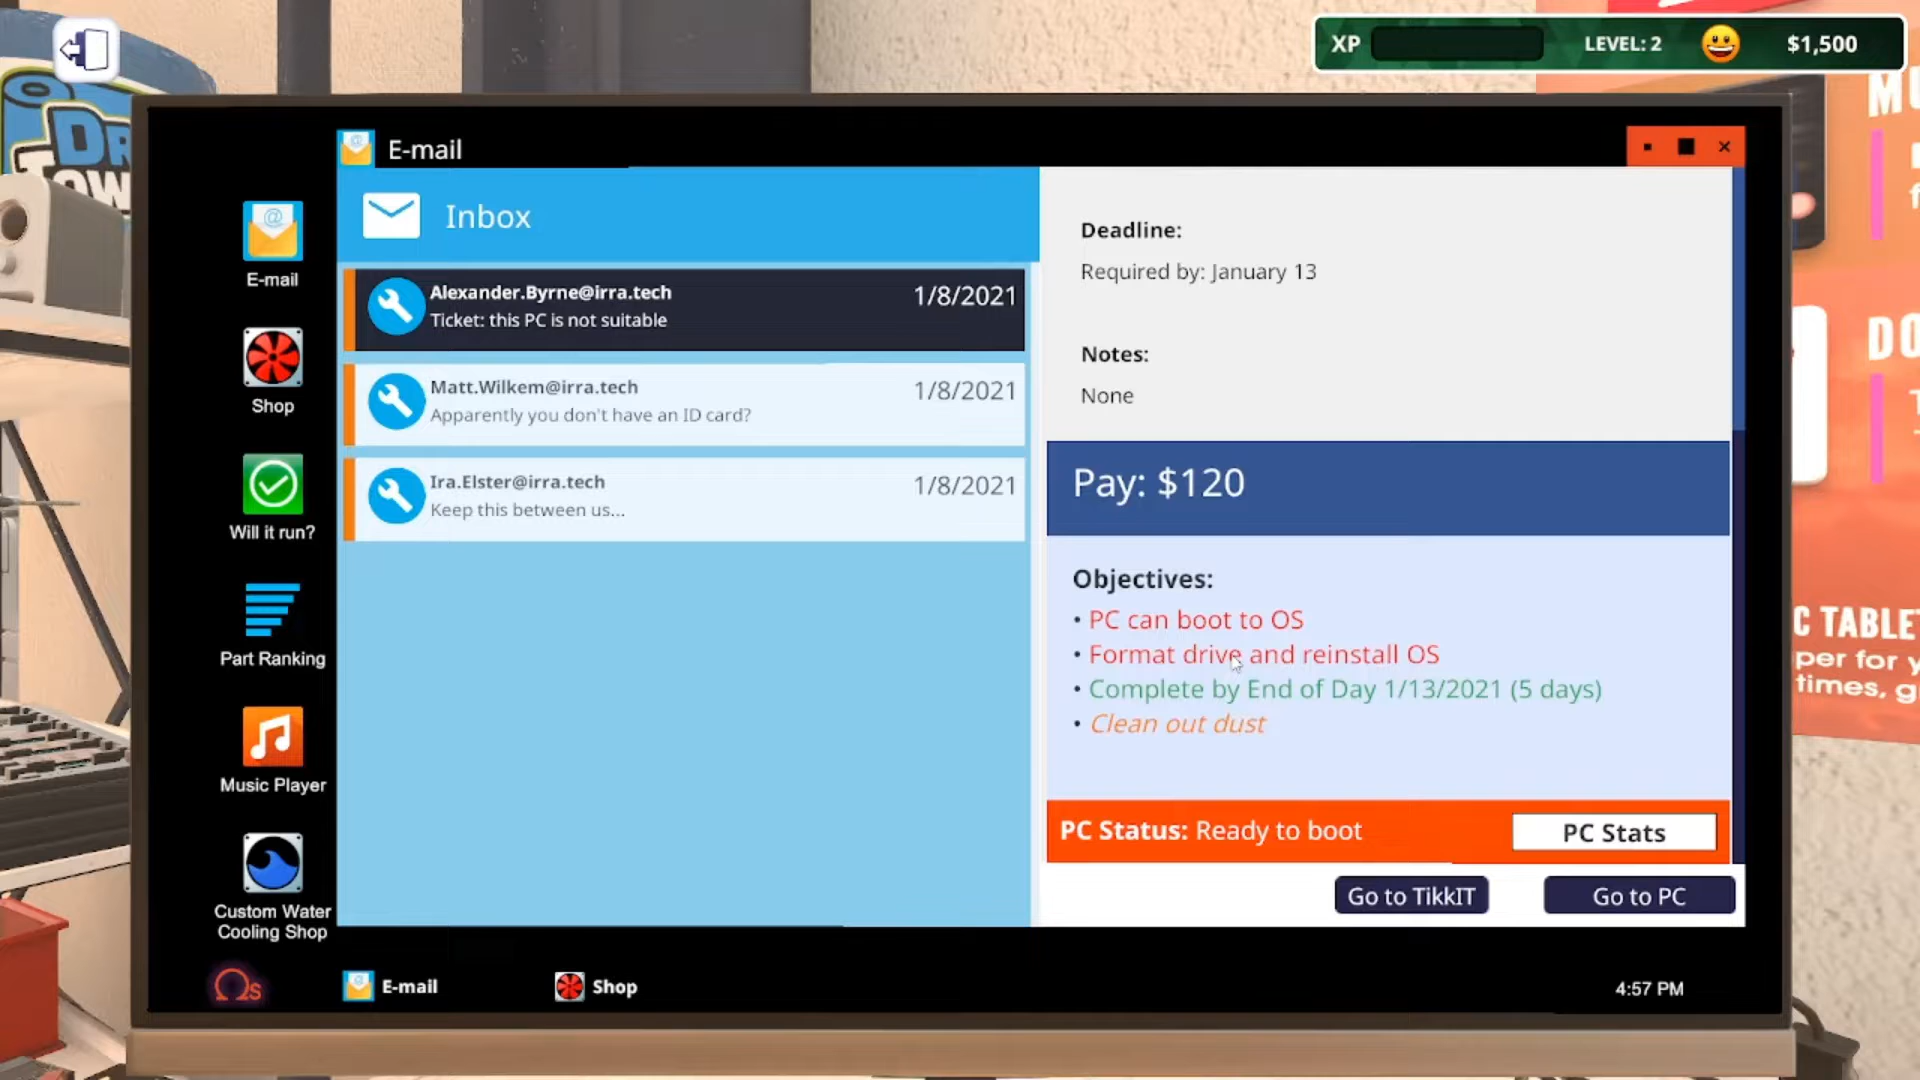 XP
LEVEL: 2
$1,500
E-mail
Inbox
Alexander.Byrne@irra.tech
1/8/2021
Ticket: this PC is not suitable
Matt.Wilkem@irra.tech
1/8/2021
Apparently you don't have an ID card?
Ira.Elster@irra.tech
1/8/2021
Keep this between us...
Deadline:
Required by: January 13
Notes:
None
Pay: $120
Objectives:
• PC can boot to OS
• Format drive and reinstall OS
• Complete by End of Day 1/13/2021 (5 days)
• Clean out dust
PC Status: Ready to boot
PC Stats
Go to TikkIT
Go to PC
E-mail
Shop
Will it run?
Part Ranking
Music Player
Custom Water
Cooling Shop
Ωs
E-mail
Shop
4:57 PM
C TABLE
per for y
times, g